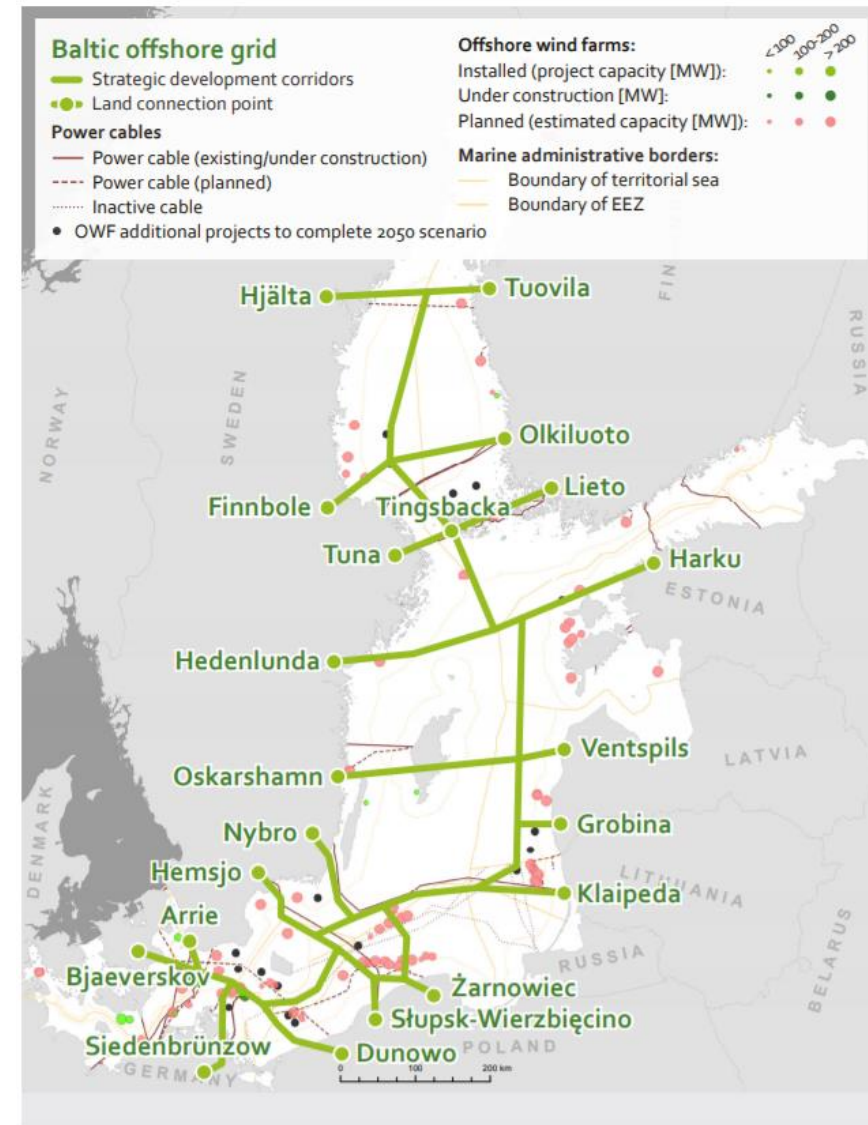 Baltic offshore grid
Strategic development corridors
Land connection point
Power cables
Power cable (existing/under construction)
Power cable (planned)
Inactive cable
OWF additional projects to complete 2050 scenario
Offshore wind farms:
<100 100-200 >200
Installed (project capacity [MW]):
Under construction [MW]:
Planned (estimated capacity [MW]):
Marine administrative borders:
Boundary of territorial sea
Boundary of EEZ
FIN
Hjälta
Tuovila
RUSSIA
NORWAY
SWEDEN
Olkiluoto
Finnbole
Tingsbacka
Lieto
Tuna
Harku
ESTONIA
Hedenlunda
Ventspils
LATVIA
Oskarshamn
Nybro
Grobina
DENMARK
Hemsjo
LITHUANIA
Klaipeda
Arrie
BELARUS
Bjaeverskov
RUSSIA
Żarnowiec
Słupsk-Wierzbięcino
Siedenbrünzow
Dunowo
POLAND
GERMANY
0 100 200 km